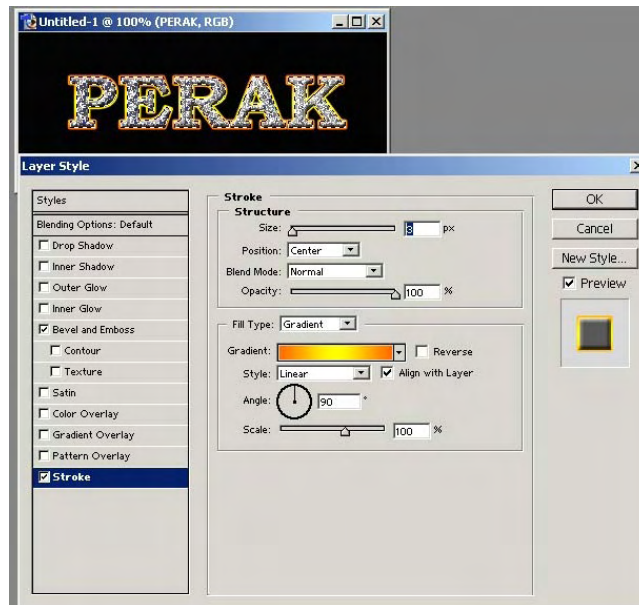 Untitled-1 @ 100% (PERAK, RGB)
PERAK
Layer Style
Styles
Blending Options: Default
Drop Shadow
Inner Shadow
Outer Glow
Inner Glow
Bevel and Emboss
Contour
Texture
Satin
Color Overlay
Gradient Overlay
Pattern Overlay
Stroke
Stroke
Structure
Size: 3 px
Position: Center
Blend Mode: Normal
Opacity: 100 %
Fill Type: Gradient
Gradient: Reverse
Style: Linear Align with Layer
Angle: 90 °
Scale: 100 %
OK
Cancel
New Style...
Preview